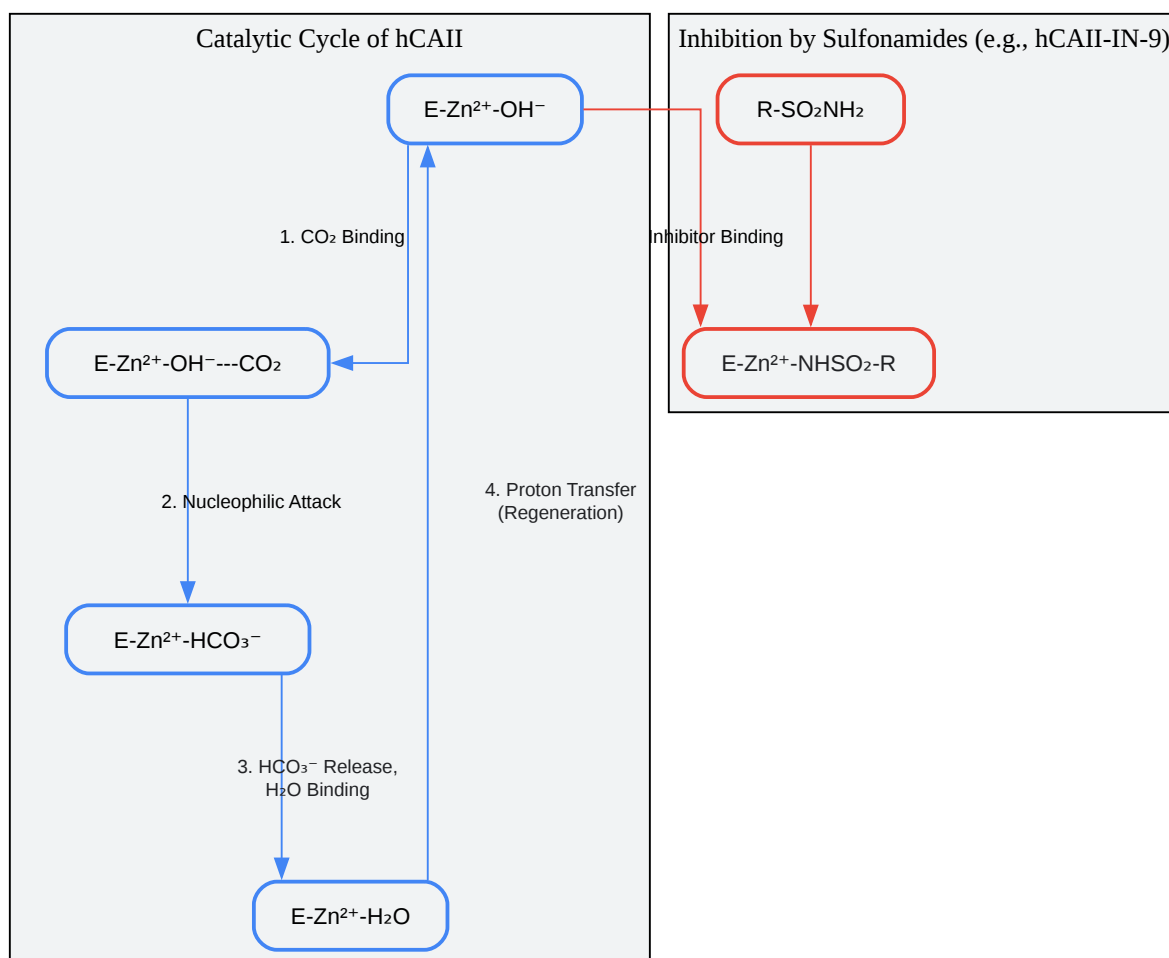 Catalytic Cycle of hCAII
Inhibition by Sulfonamides (e.g., hCAII-IN-9)
E-Zn²⁺-OH⁻
R-SO₂NH₂
1. CO₂ Binding
Inhibitor Binding
E-Zn²⁺-OH⁻---CO₂
E-Zn²⁺-NHSO₂-R
2. Nucleophilic Attack
4. Proton Transfer
(Regeneration)
E-Zn²⁺-HCO₃⁻
3. HCO₃⁻ Release,
H₂O Binding
E-Zn²⁺-H₂O